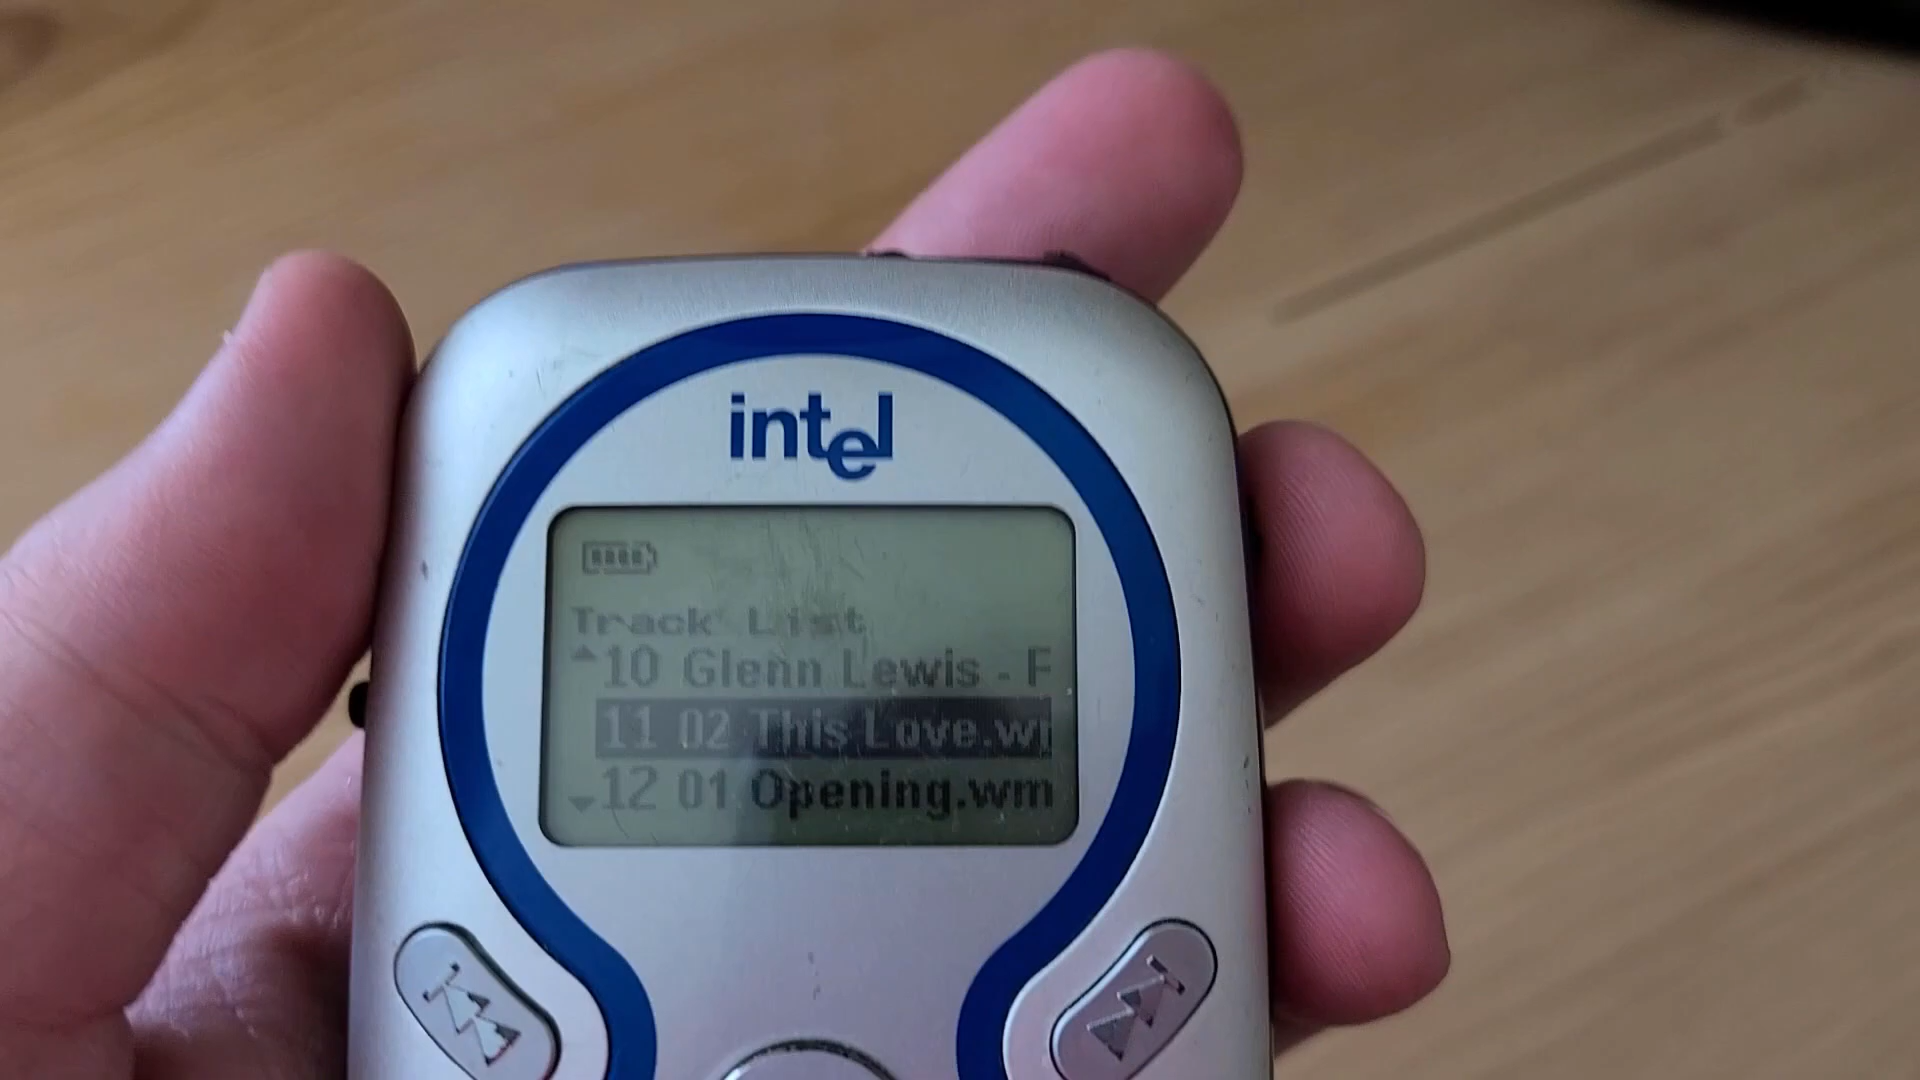 intel
Track List
10 Glenn Lewis - F
11 02 This Love.w
12 01 Opening.wm